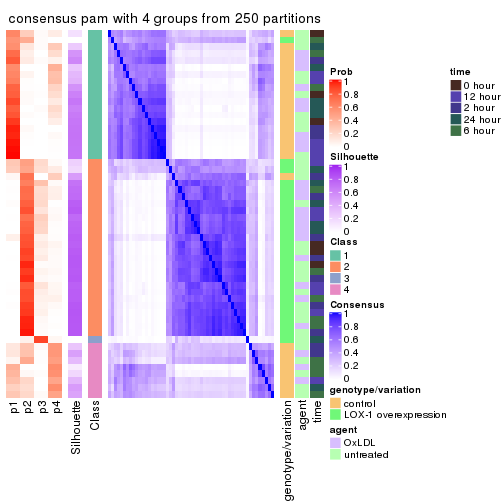 consensus pam with 4 groups from 250 partitions
Prob
1
0.8
0.6
0.4
0.2
0
Silhouette
1
0.8
0.6
0.4
0.2
0
Class
1
2
3
4
Consensus
1
0.8
0.6
0.4
0.2
0
genotype/variation
control
LOX-1 overexpression
agent
OxLDL
untreated
time
0 hour
12 hour
2 hour
24 hour
6 hour
p1
p2
p3
p4
Silhouette
Class
genotype/variation
agent
time